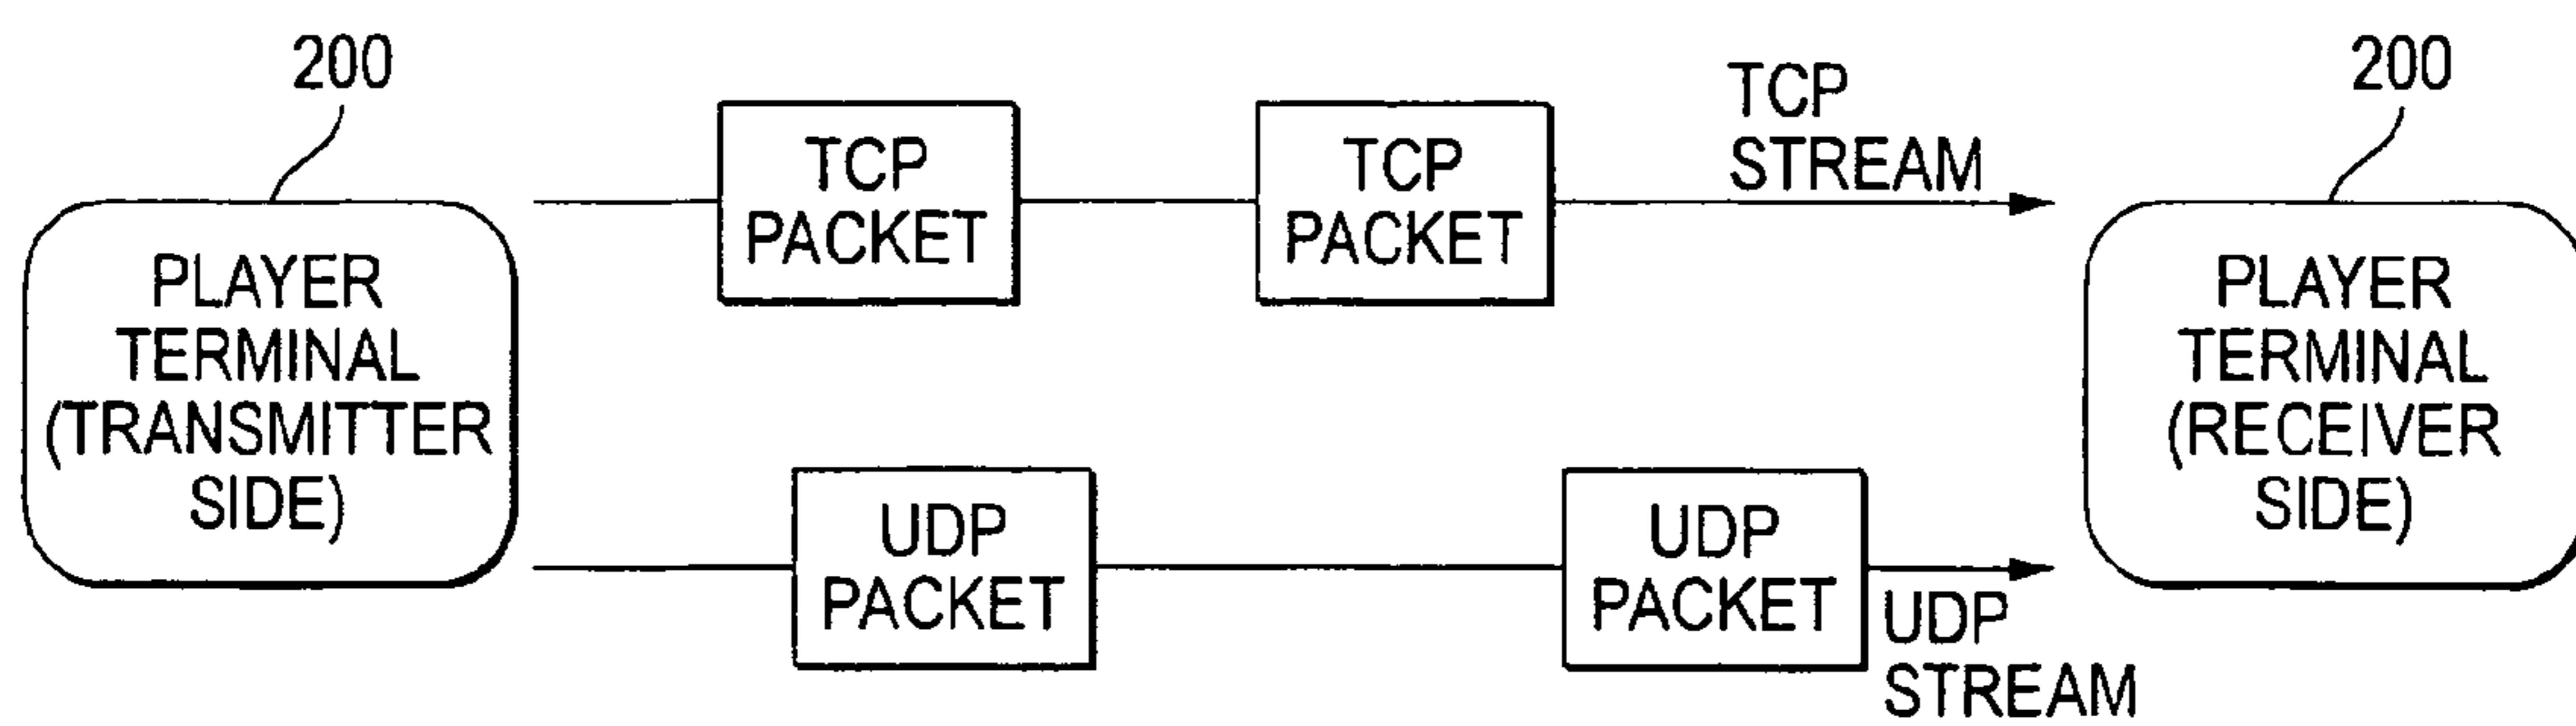 200
PLAYER
TERMINAL
(TRANSMITTER
SIDE)
TCP
PACKET
TCP
PACKET
TCP
STREAM
UDP
PACKET
UDP
PACKET
UDP
STREAM
200
PLAYER
TERMINAL
(RECEIVER
SIDE)